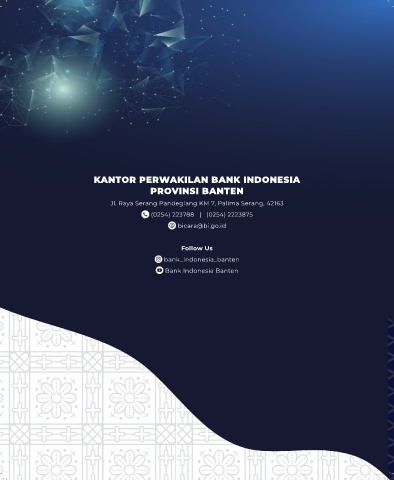 KANTOR PERWAKILAN BANK INDONESIA
PROVINSI BANTEN
Jl. Raya Serang Pandeglang KM 7, Palima Serang, 42163
(0254) 223788 | (0254) 2223875
bicara@bi.go.id
Follow Us
bank_indonesia_banten
Bank Indonesia Banten